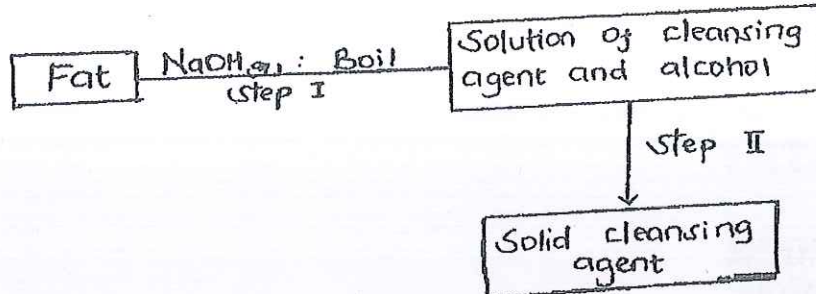 Fat
NaOH(aq) : Boil
step I
Solution of cleansing
agent and alcohol
step II
Solid cleansing
agent